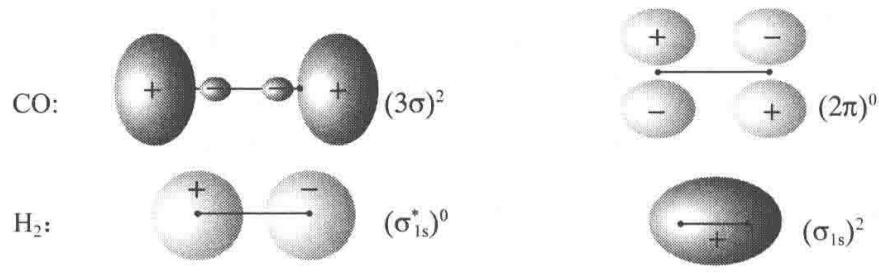 + − − + + −
CO: (3σ)²
− + (2π)⁰
+ −
H₂: (σ*₁ₛ)⁰ + (σ₁ₛ)²